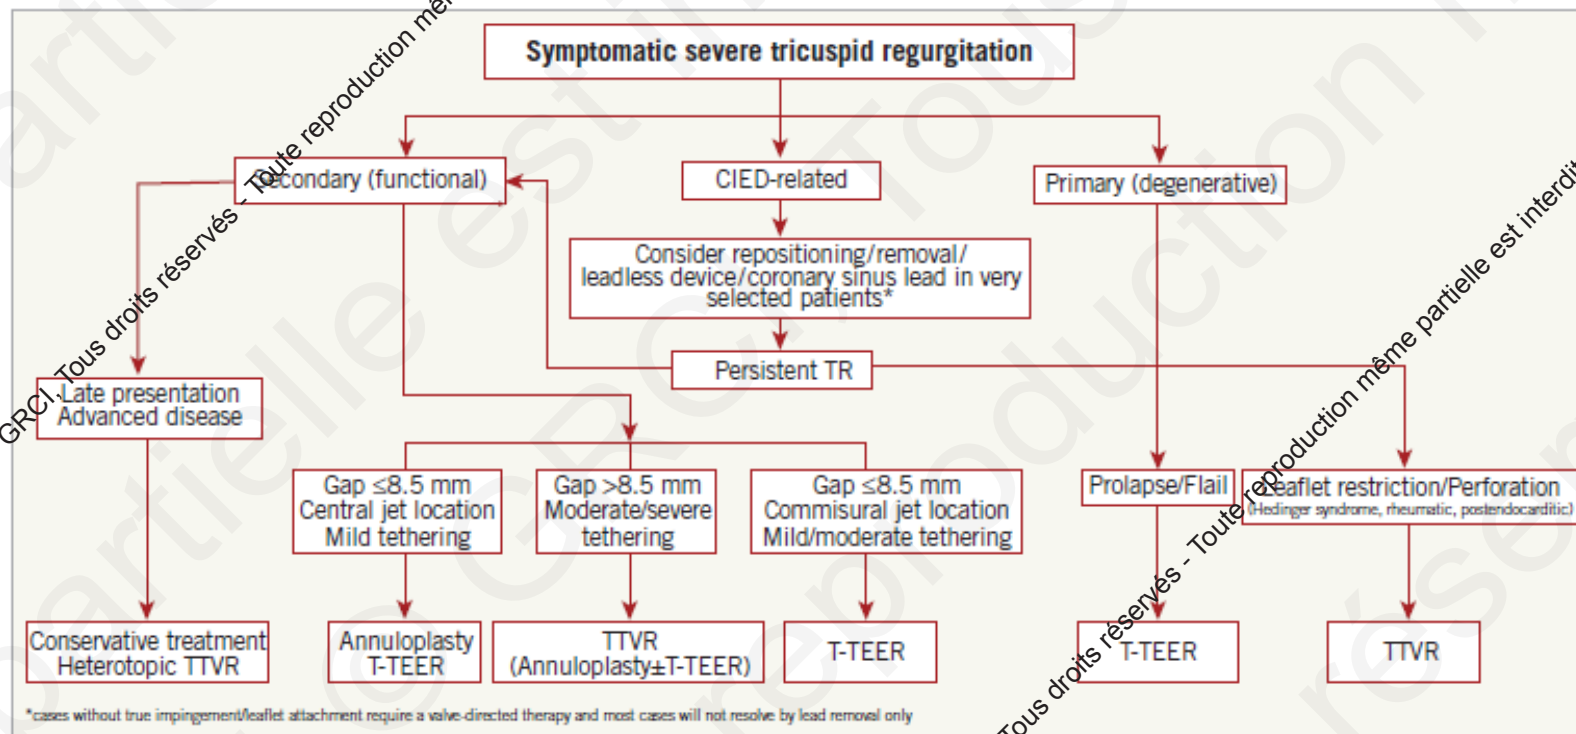 Symptomatic severe tricuspid regurgitation
Secondary (functional)
CIED-related
Primary (degenerative)
Consider repositioning/removal/
leadless device/coronary sinus lead in very
selected patients*
Persistent TR
Late presentation
Advanced disease
Gap ≤8.5 mm
Central jet location
Mild tethering
Gap >8.5 mm
Moderate/severe
tethering
Gap ≤8.5 mm
Commisural jet location
Mild/moderate tethering
Prolapse/Flail
Leaflet restriction/Perforation
(Hedinger syndrome, rheumatic, postendocarditic)
Conservative treatment
Heterotopic TTVR
Annuloplasty
T-TEER
TTVR
(Annuloplasty±T-TEER)
T-TEER
T-TEER
TTVR
*cases without true impingement/leaflet attachment require a valve-directed therapy and most cases will not resolve by lead removal only
GRCI, Tous droits réservés - Toute reproduction
Tous droits réservés - Toute reproduction même partielle est interdit
partielle est
© GRCI, Tous
reproduction